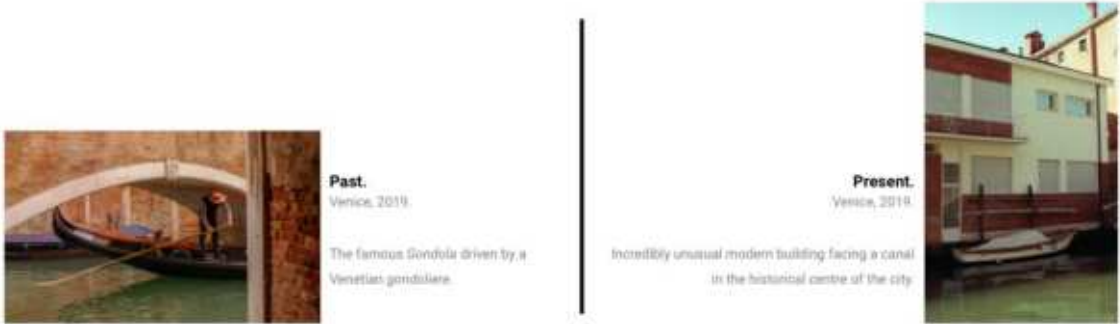 Past.
Venice, 2019.
The famous Gondola driven by a
Venetian gondoliere.
Present.
Venice, 2019.
Incredibly unusual modern building facing a canal
in the historical centre of the city.